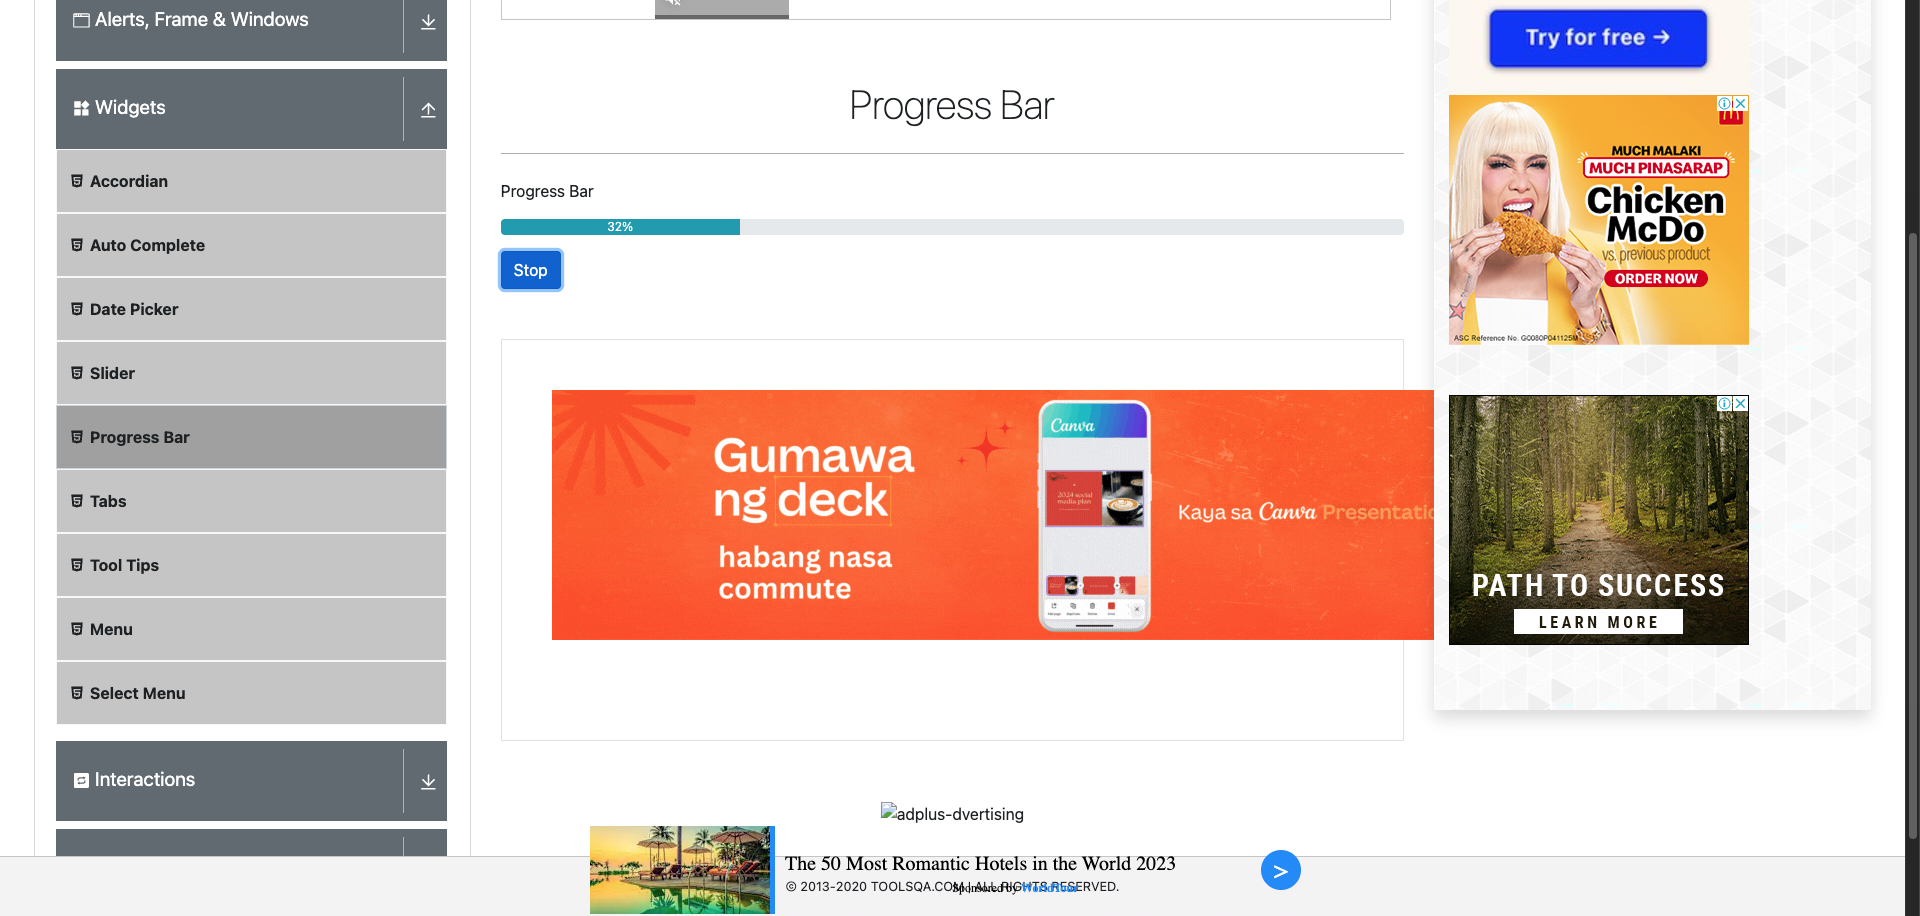 Alerts, Frame & Windows
Widgets
Accordian
Auto Complete
Date Picker
Slider
Progress Bar
Tabs
Tool Tips
Menu
Select Menu
Interactions
Progress Bar
Progress Bar
32%
Stop
Gumawa
ng deck
habang nasa
commute
Canva
2024 social
media plan
Kaya sa Canva Presentatio
adplus-dvertising
The 50 Most Romantic Hotels in the World 2023
© 2013-2020 TOOLSQA.COM | ALL RIGHTS RESERVED.
Sponsored by
>
Try for free →
MUCH MALAKI
MUCH PINASARAP
Chicken
McDo
vs. previous product
ORDER NOW
ASC Reference No. G0080P041125M
PATH TO SUCCESS
LEARN MORE